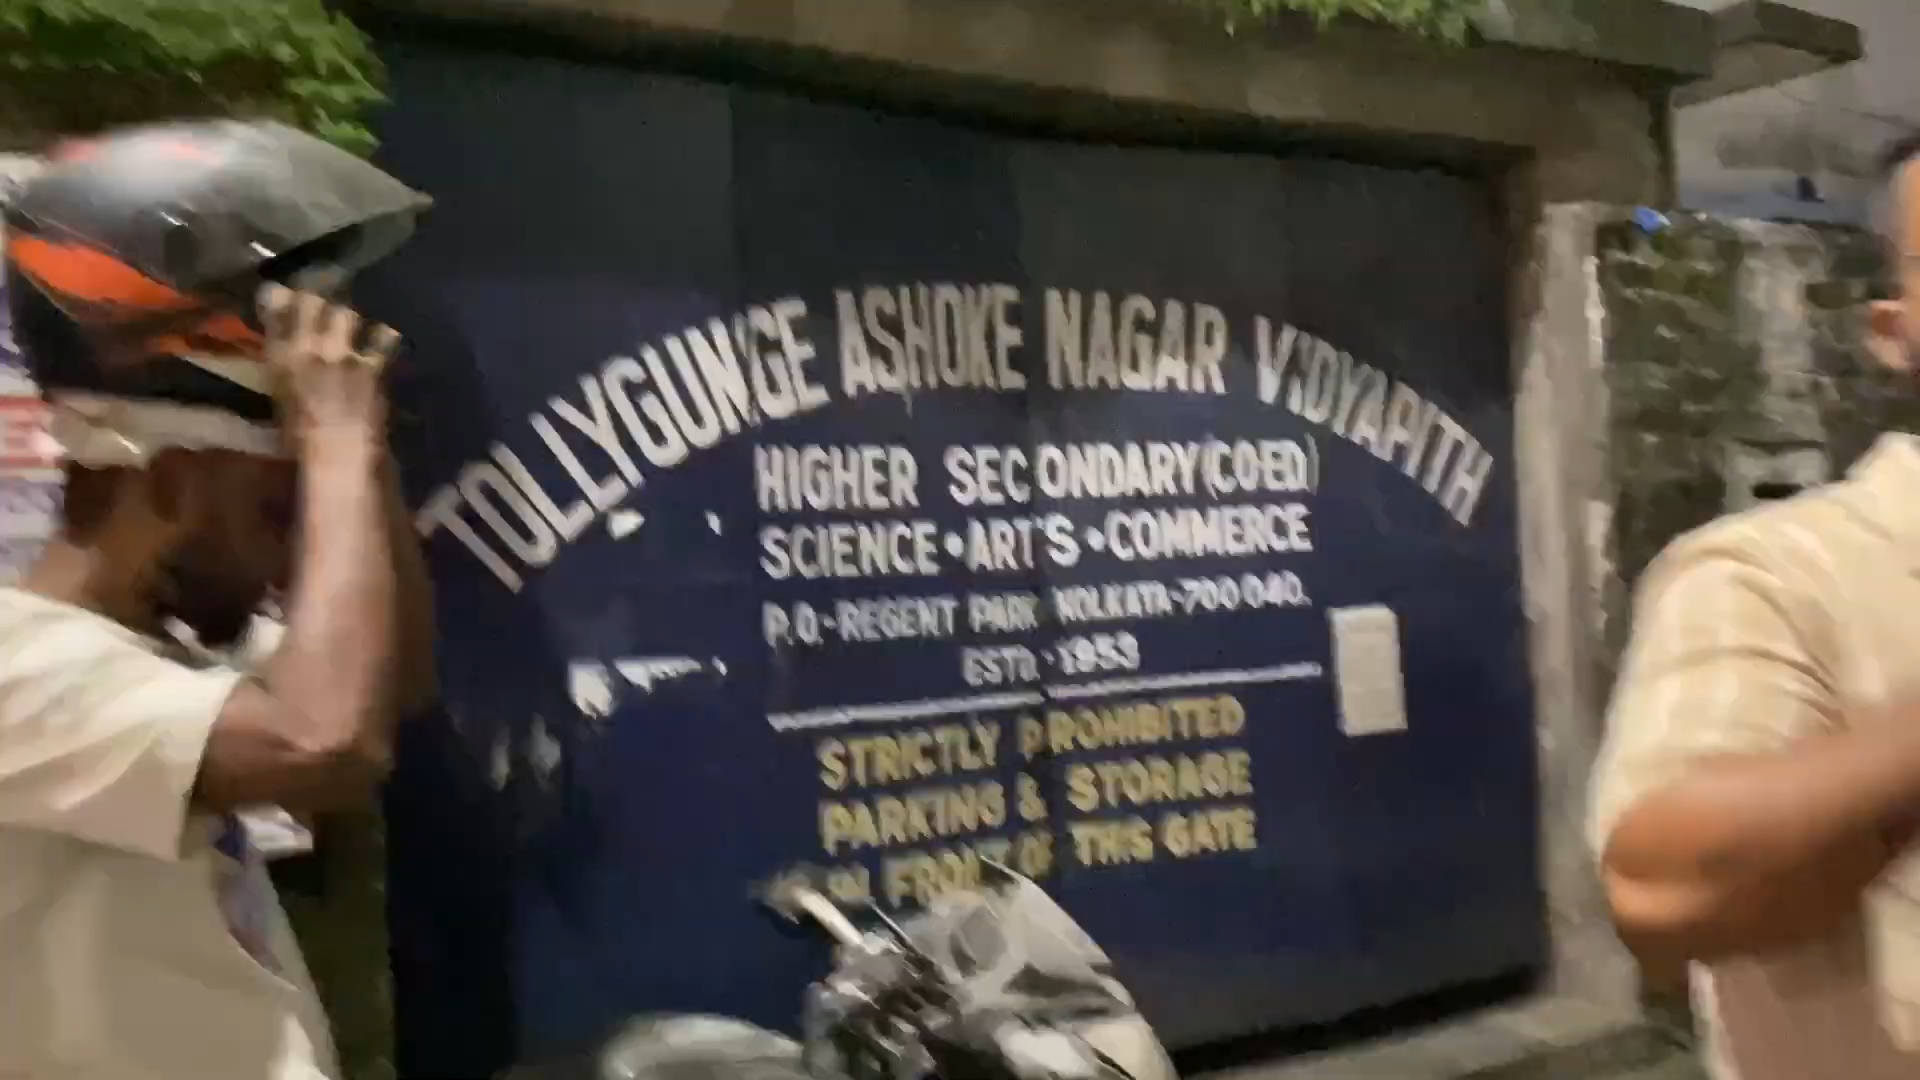 TOLLYGUNGE ASHOKE NAGAR VIDYAPITH
HIGHER SECONDARY (CO-ED)
SCIENCE • ART'S • COMMERCE
P.O.-REGENT PARK KOLKATA-700 040.
ESTD.-1953
STRICTLY PROHIBITED
PARKING & STORAGE
IN FRONT OF THIS GATE